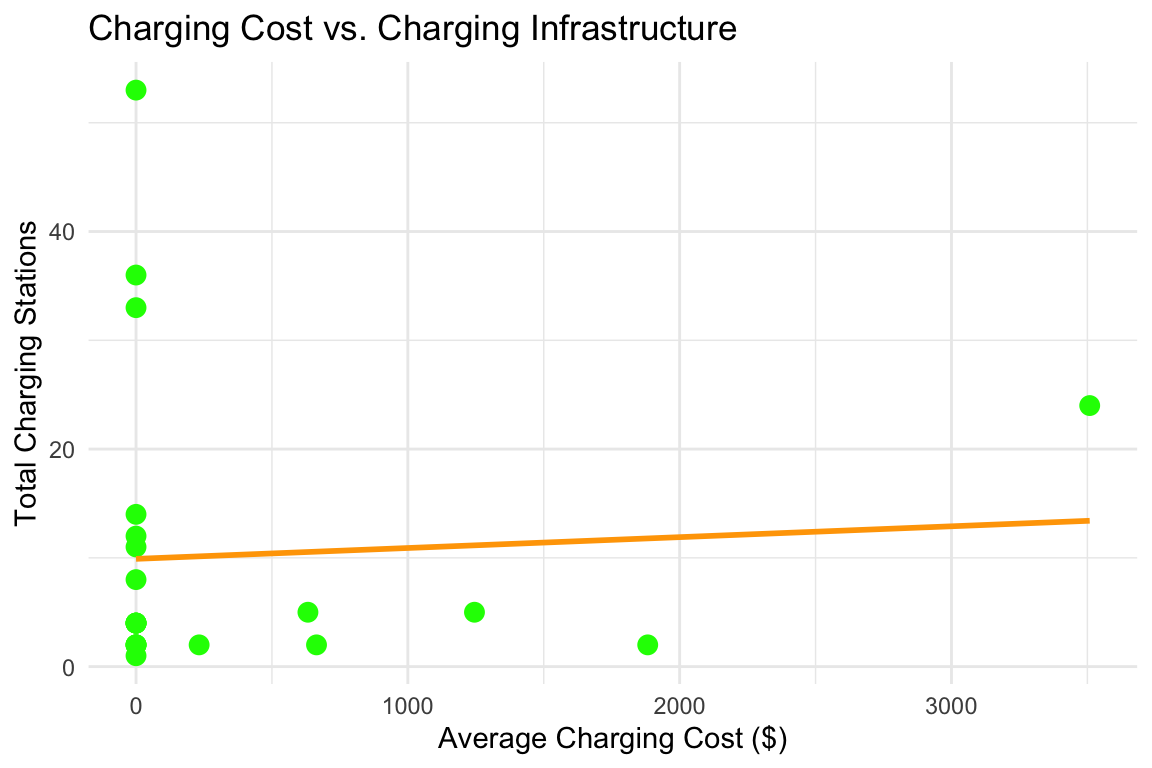 Charging Cost vs. Charging Infrastructure
Total Charging Stations
40
20
0
0 1000 2000 3000
Average Charging Cost ($)